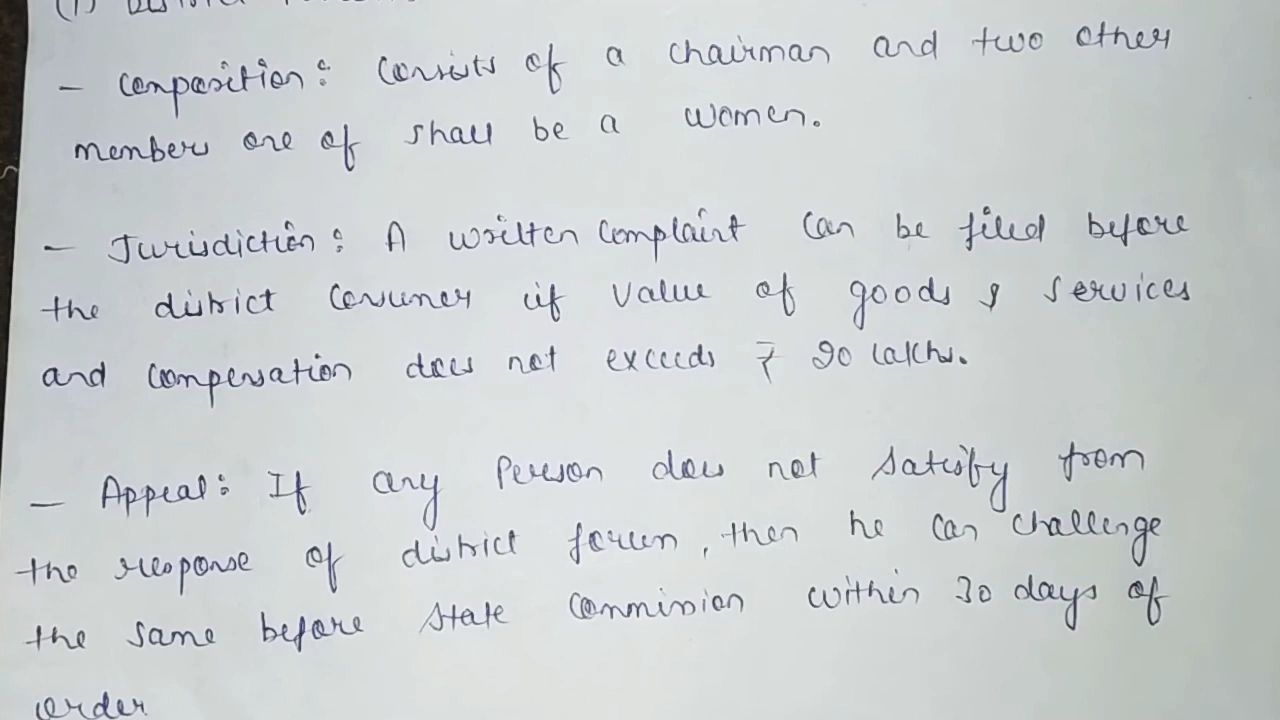 - Composition: Consists of a chairman and two other
members one of shall be a women.
- Jurisdiction: A written complaint can be filed before
the district consumer if value of goods & services
and compensation does not exceeds ₹ 20 lakhs.
- Appeal: If any Person does not satisfy from
the response of district forum, then he can challenge
the same before state commission within 30 days of
order